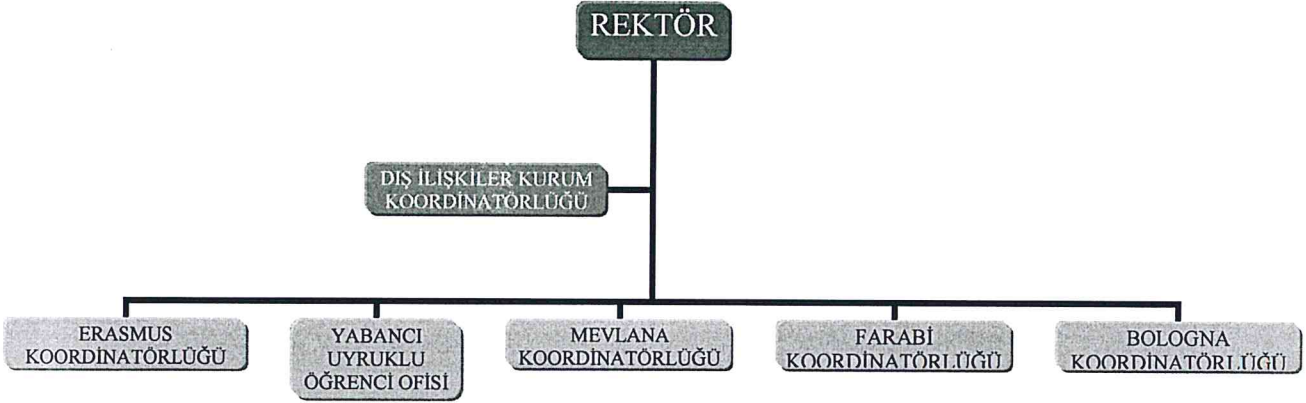 REKTÖR
DIŞ İLİŞKİLER KURUM
KOORDİNATÖRLÜĞÜ
ERASMUS
KOORDİNATÖRLÜĞÜ
YABANCI
UYRUKLU
ÖĞRENCİ OFİSİ
MEVLANA
KOORDİNATÖRLÜĞÜ
FARABİ
KOORDİNATÖRLÜĞÜ
BOLOGNA
KOORDİNATÖRLÜĞÜ